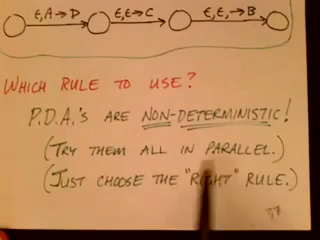 ε,A→D ε,ε→C ε,ε,→B
WHICH RULE TO USE?
P.D.A.'S ARE NON-DETERMINISTIC!
(TRY THEM ALL IN PARALLEL.)
(JUST CHOOSE THE "RIGHT" RULE.)